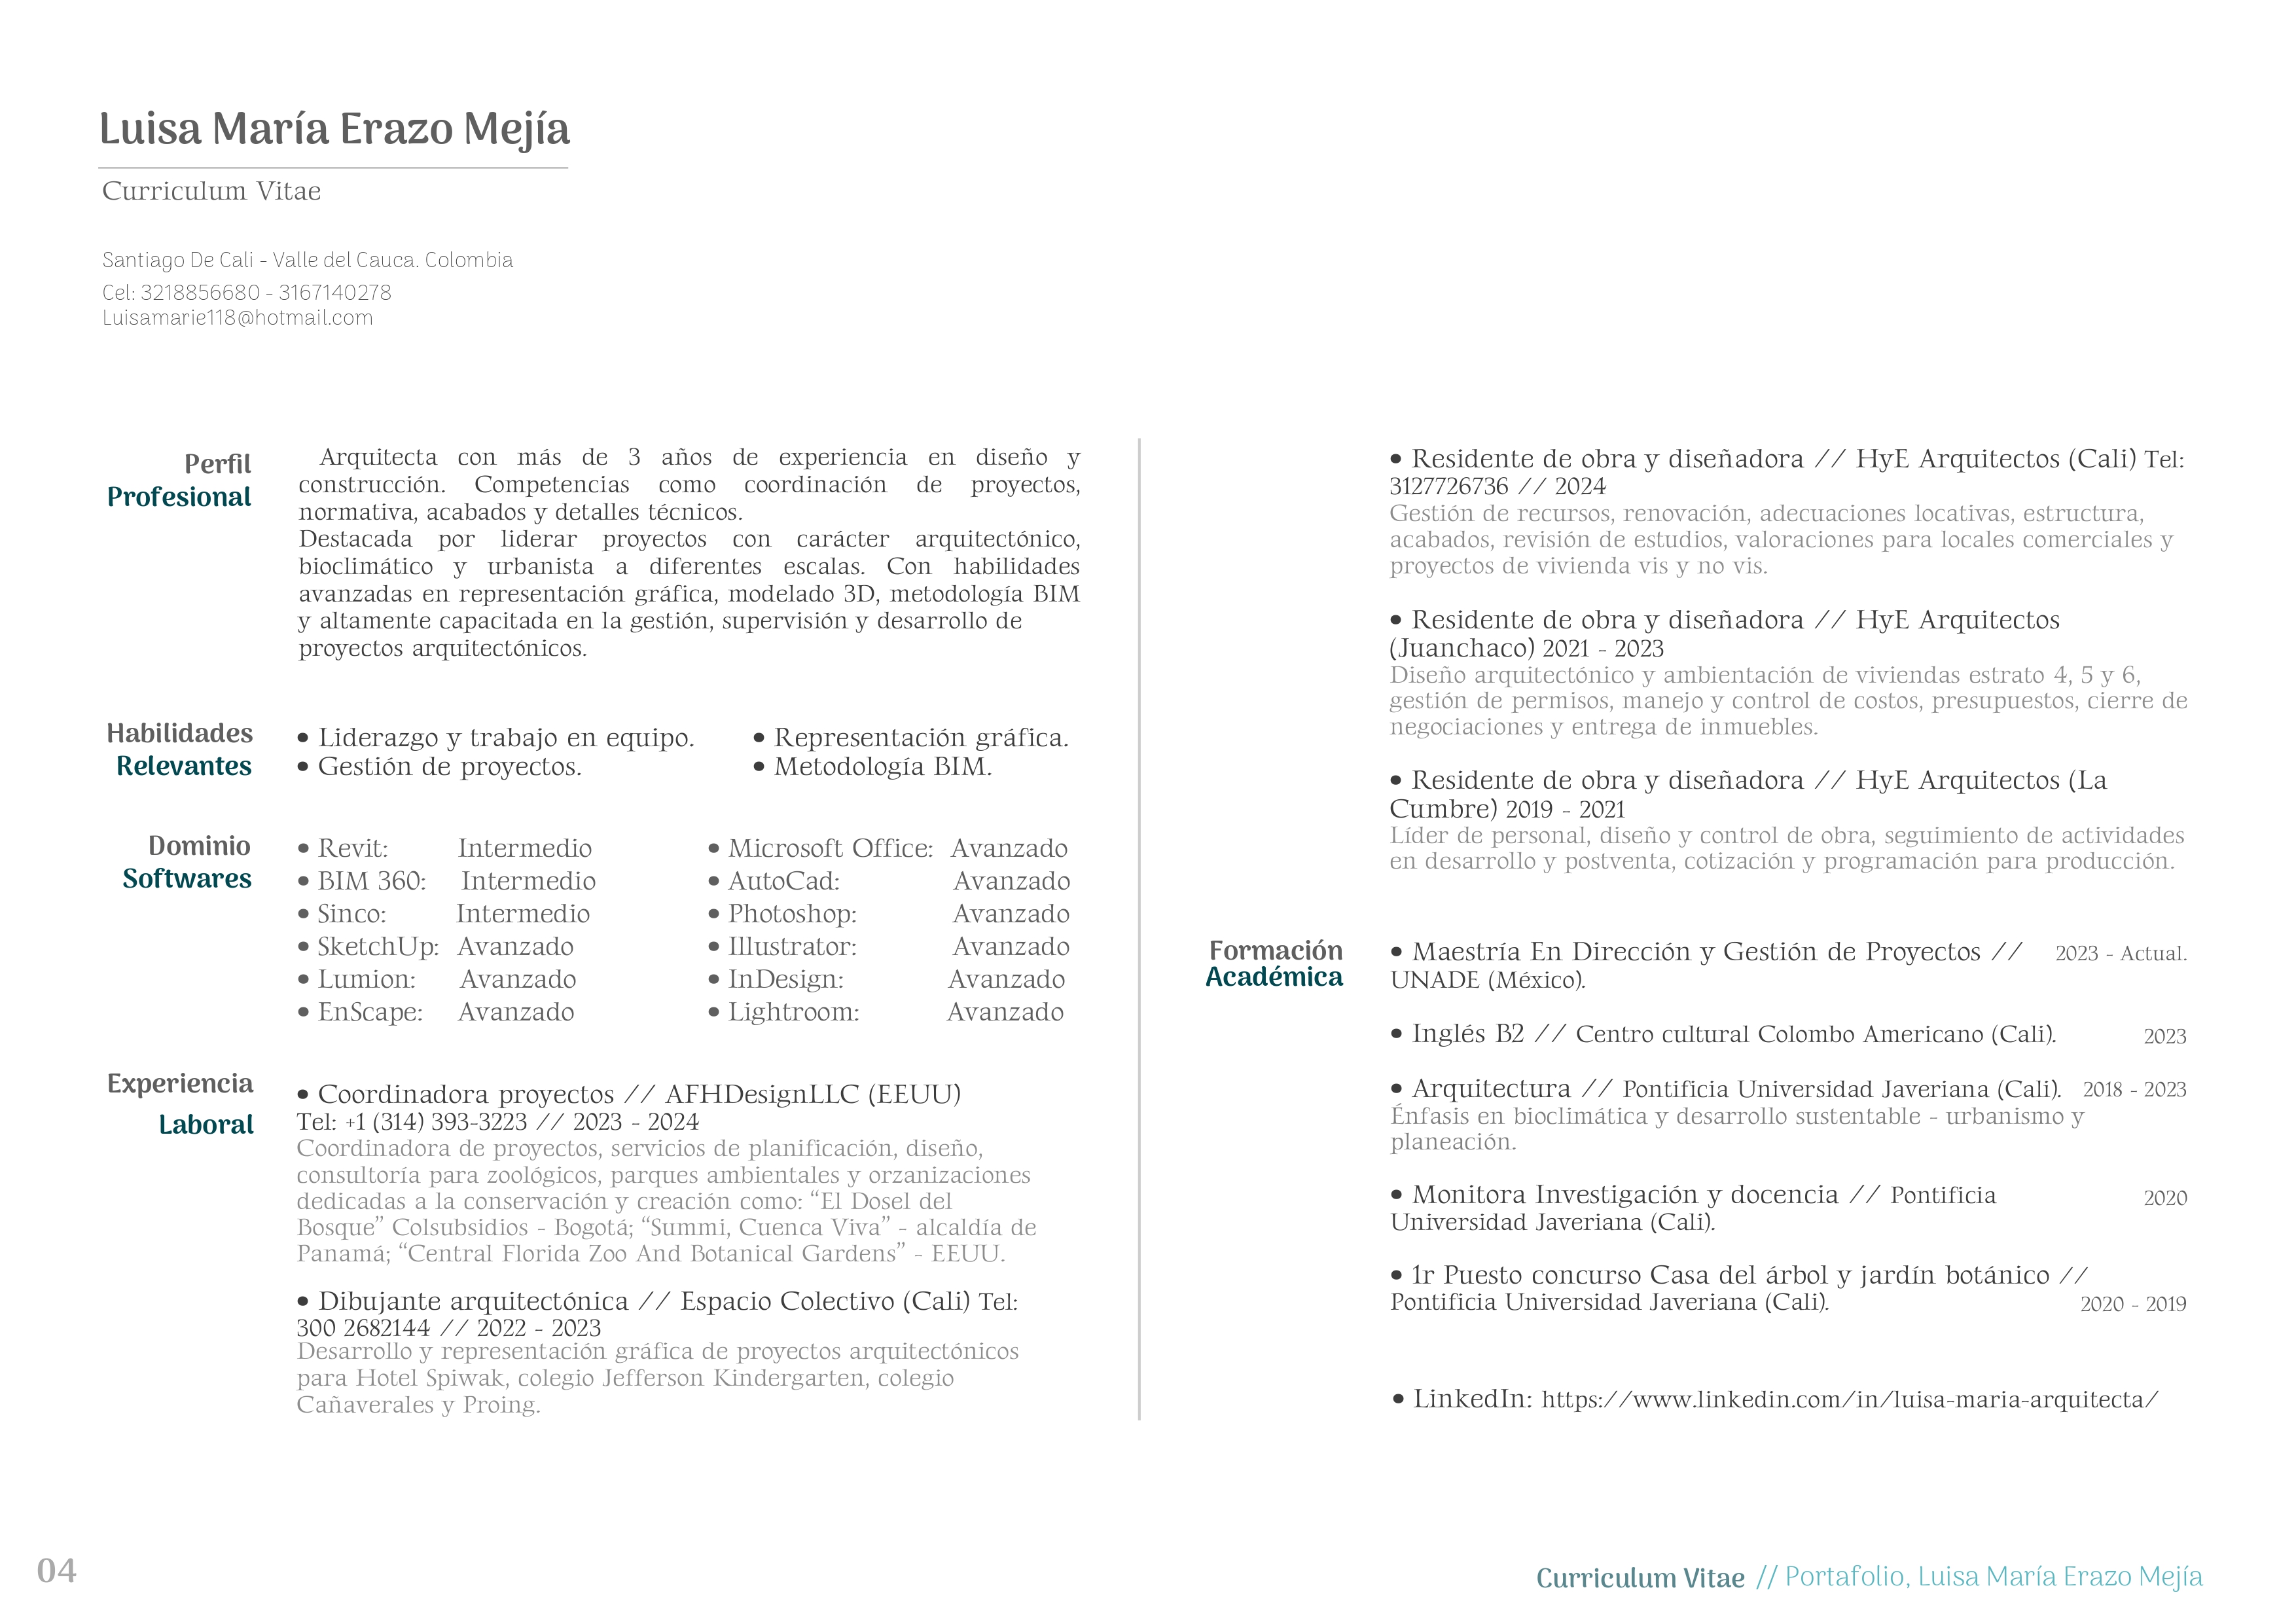 Luisa María Erazo Mejía
Curriculum Vitae
Santiago De Cali - Valle del Cauca. Colombia
Cel: 3218856680 - 3167140278
Luisamarie118@hotmail.com
Perfil
Profesional
Arquitecta con más de 3 años de experiencia en diseño y
construcción. Competencias como coordinación de proyectos,
normativa, acabados y detalles técnicos.
Destacada por liderar proyectos con carácter arquitectónico,
bioclimático y urbanista a diferentes escalas. Con habilidades
avanzadas en representación gráfica, modelado 3D, metodología BIM
y altamente capacitada en la gestión, supervisión y desarrollo de
proyectos arquitectónicos.
Habilidades
Relevantes
• Liderazgo y trabajo en equipo.
• Gestión de proyectos.
• Representación gráfica.
• Metodología BIM.
Dominio
Softwares
• Revit: Intermedio
• BIM 360: Intermedio
• Sinco: Intermedio
• SketchUp: Avanzado
• Lumion: Avanzado
• EnScape: Avanzado
• Microsoft Office: Avanzado
• AutoCad: Avanzado
• Photoshop: Avanzado
• Illustrator: Avanzado
• InDesign: Avanzado
• Lightroom: Avanzado
Experiencia
Laboral
• Coordinadora proyectos // AFHDesignLLC (EEUU)
Tel: +1 (314) 393-3223 // 2023 - 2024
Coordinadora de proyectos, servicios de planificación, diseño,
consultoría para zoológicos, parques ambientales y orzanizaciones
dedicadas a la conservación y creación como: “El Dosel del
Bosque” Colsubsidios - Bogotá; “Summi, Cuenca Viva” - alcaldía de
Panamá; “Central Florida Zoo And Botanical Gardens” - EEUU.
• Dibujante arquitectónica // Espacio Colectivo (Cali) Tel:
300 2682144 // 2022 - 2023
Desarrollo y representación gráfica de proyectos arquitectónicos
para Hotel Spiwak, colegio Jefferson Kindergarten, colegio
Cañaverales y Proing.
• Residente de obra y diseñadora // HyE Arquitectos (Cali) Tel:
3127726736 // 2024
Gestión de recursos, renovación, adecuaciones locativas, estructura,
acabados, revisión de estudios, valoraciones para locales comerciales y
proyectos de vivienda vis y no vis.
• Residente de obra y diseñadora // HyE Arquitectos
(Juanchaco) 2021 - 2023
Diseño arquitectónico y ambientación de viviendas estrato 4, 5 y 6,
gestión de permisos, manejo y control de costos, presupuestos, cierre de
negociaciones y entrega de inmuebles.
• Residente de obra y diseñadora // HyE Arquitectos (La
Cumbre) 2019 - 2021
Líder de personal, diseño y control de obra, seguimiento de actividades
en desarrollo y postventa, cotización y programación para producción.
Formación
Académica
• Maestría En Dirección y Gestión de Proyectos // 2023 - Actual.
UNADE (México).
• Inglés B2 // Centro cultural Colombo Americano (Cali). 2023
• Arquitectura // Pontificia Universidad Javeriana (Cali). 2018 - 2023
Énfasis en bioclimática y desarrollo sustentable - urbanismo y
planeación.
• Monitora Investigación y docencia // Pontificia 2020
Universidad Javeriana (Cali).
• 1r Puesto concurso Casa del árbol y jardín botánico //
Pontificia Universidad Javeriana (Cali). 2020 - 2019
• LinkedIn: https://www.linkedin.com/in/luisa-maria-arquitecta/
04
Curriculum Vitae // Portafolio, Luisa María Erazo Mejía